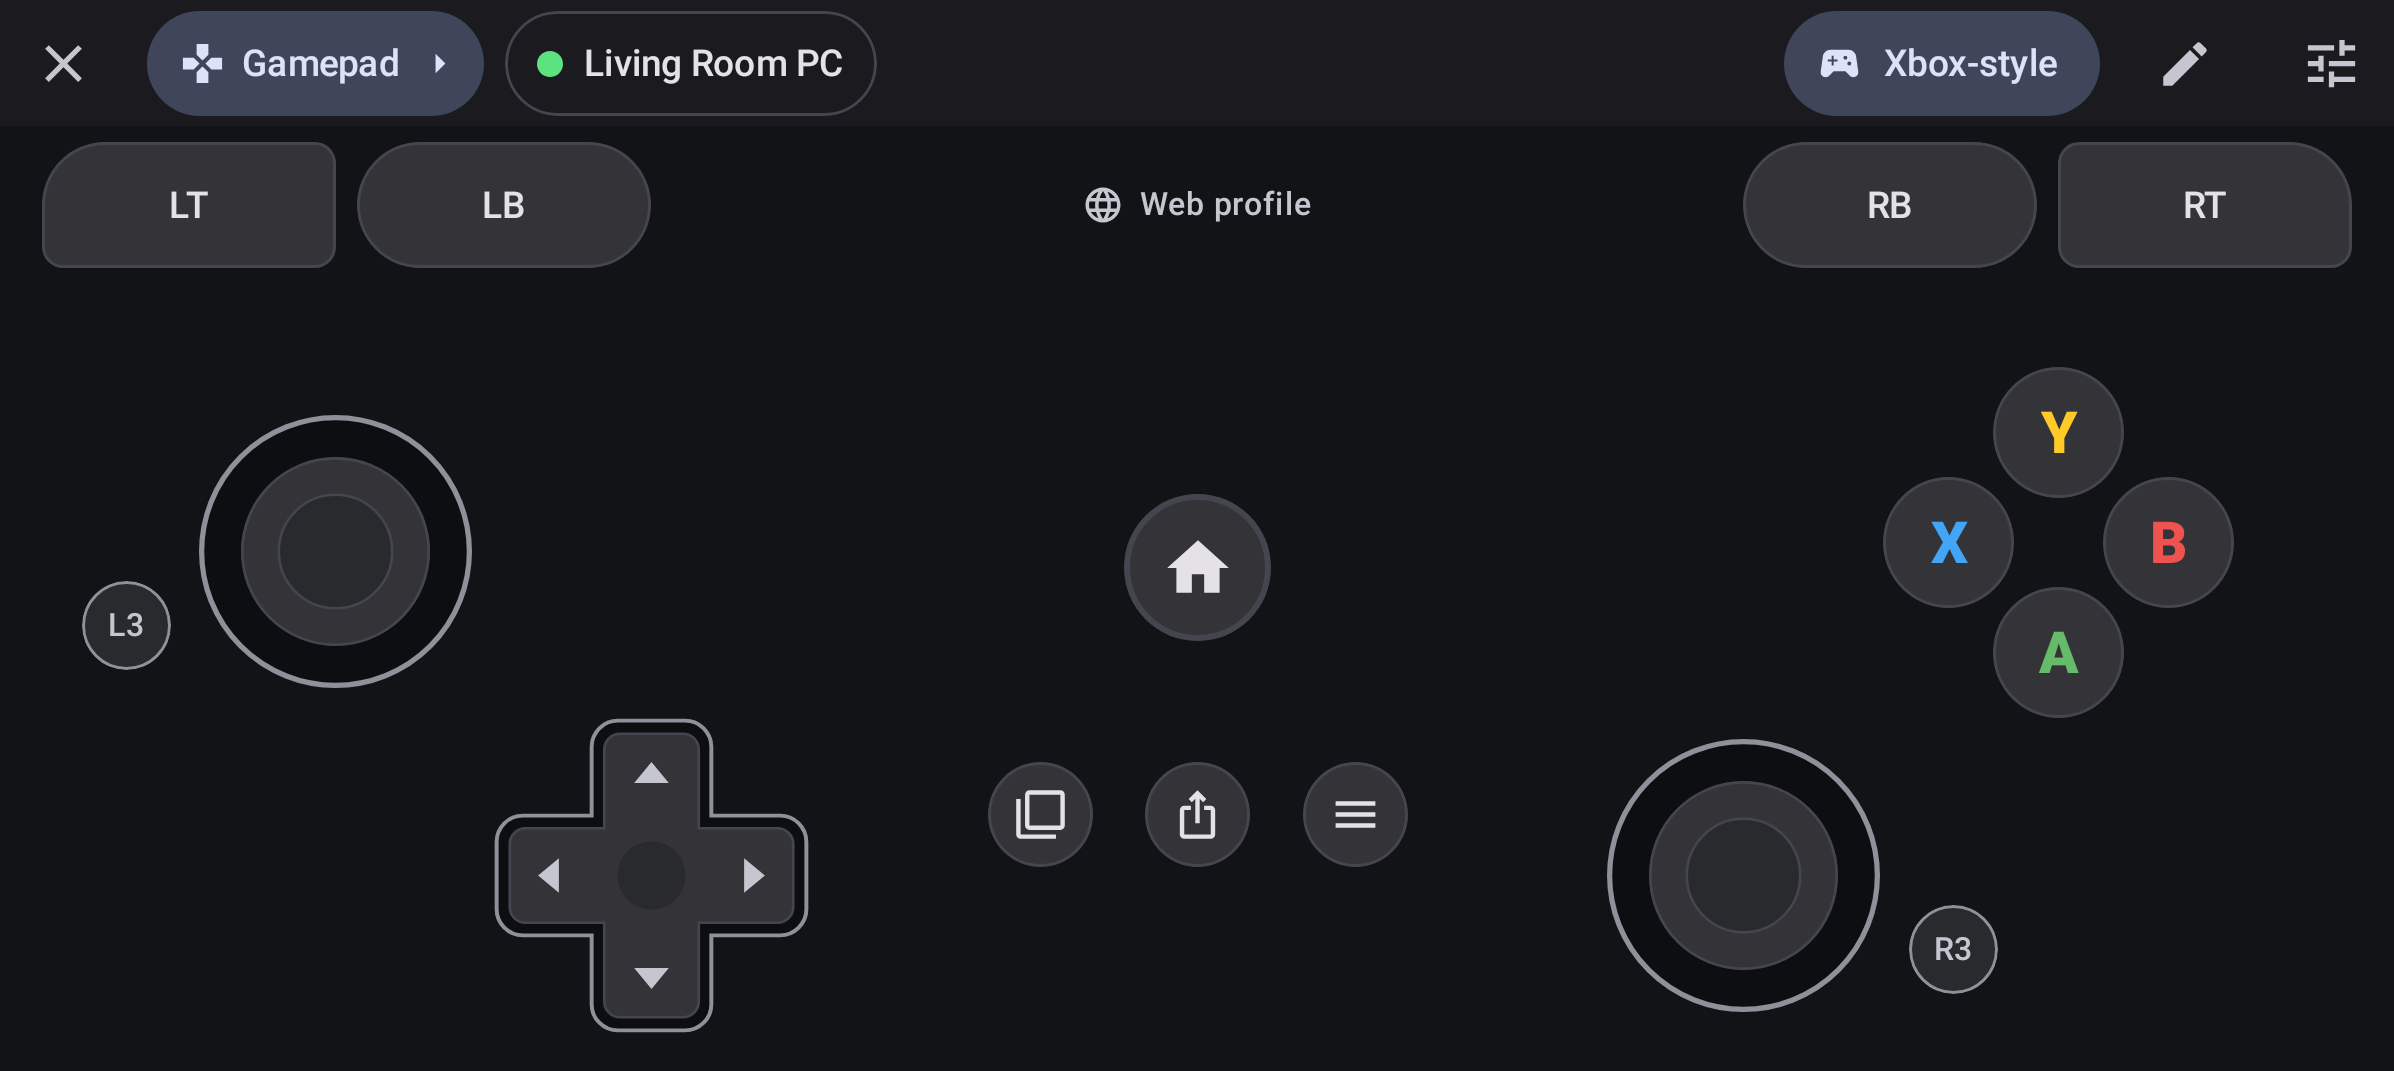 Gamepad
Living Room PC
Xbox-style
LT
LB
Web profile
RB
RT
Y
X
B
L3
A
R3